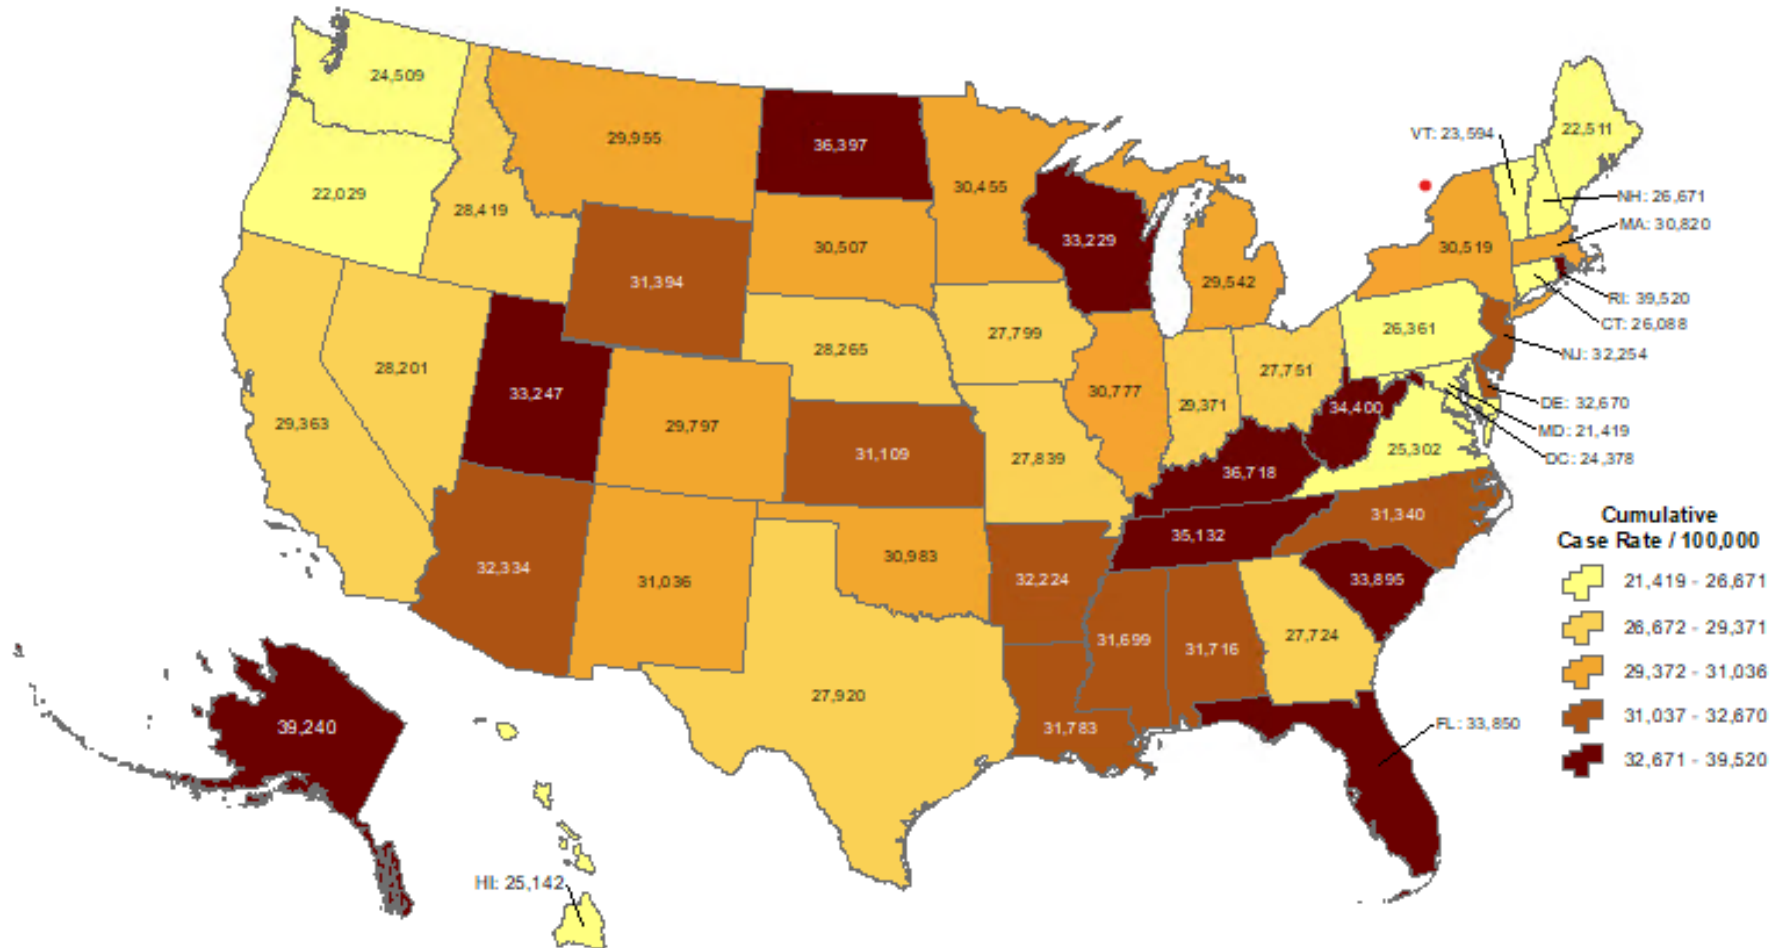 24,509
22,029
28,419
29,955
36,397
30,455
33,229
30,507
31,394
29,542
VT: 23,594
22,511
NH: 26,671
MA: 30,820
30,519
RI: 39,520
CT: 26,088
NJ: 32,254
26,361
DE: 32,670
MD: 21,419
DC: 24,378
29,363
28,201
33,247
29,797
28,265
27,799
31,109
27,839
30,777
29,371
27,751
34,400
25,302
36,718
35,132
31,340
33,895
32,334
31,036
30,983
32,224
31,699
31,716
27,724
27,920
31,783
FL: 33,850
39,240
HI: 25,142
Cumulative
Case Rate / 100,000
21,419 - 26,671
26,672 - 29,371
29,372 - 31,036
31,037 - 32,670
32,671 - 39,520